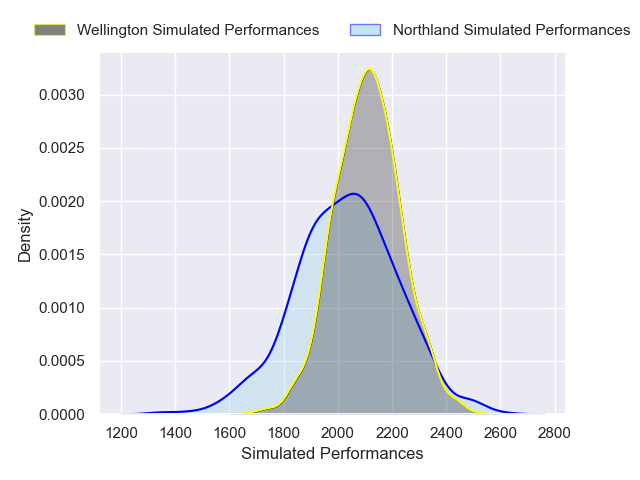 Wellington Simulated Performances
Northland Simulated Performances
Density
0.0030
0.0025
0.0020
0.0015
0.0010
0.0005
0.0000
1200 1400 1600 1800 2000 2200 2400 2600 2800
Simulated Performances